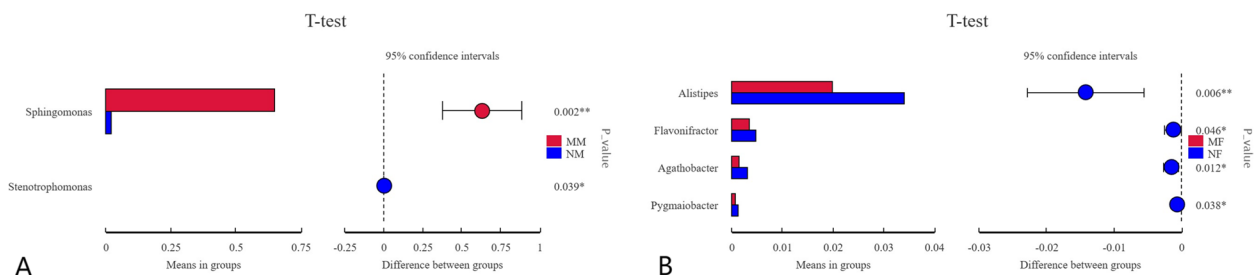 T-test
95% confidence intervals
Sphingomonas
0.002**
MM
NM
P_value
Stenotrophomonas
0.039*
0 0.25 0.5 0.75
Means in groups
-0.25 0 0.25 0.50 0.75 1
Difference between groups
A
T-test
95% confidence intervals
Alistipes
0.006**
Flavonifractor
0.046*
MF
NF
P_value
Agathobacter
0.012*
Pygmaiobacter
0.038*
0 0.01 0.02 0.03 0.04
Means in groups
-0.03 -0.02 -0.01 0
Difference between groups
B